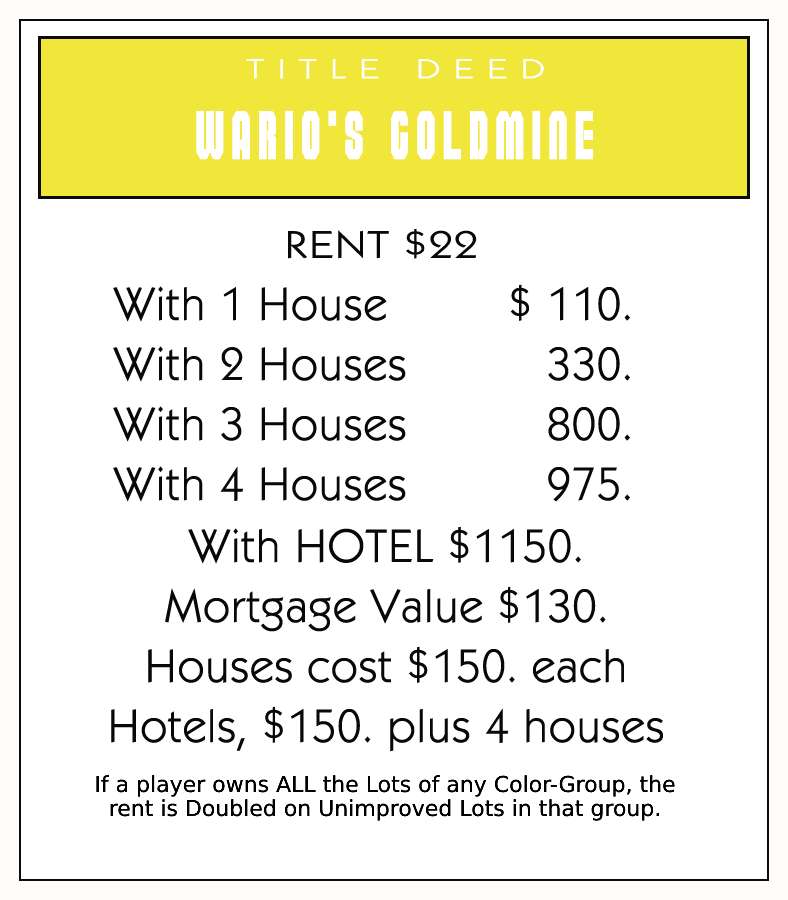 TITLE DEED
WARIO'S GOLDMINE
RENT $22
With 1 House $ 110.
With 2 Houses 330.
With 3 Houses 800.
With 4 Houses 975.
With HOTEL $1150.
Mortgage Value $130.
Houses cost $150. each
Hotels, $150. plus 4 houses
If a player owns ALL the Lots of any Color-Group, the
rent is Doubled on Unimproved Lots in that group.